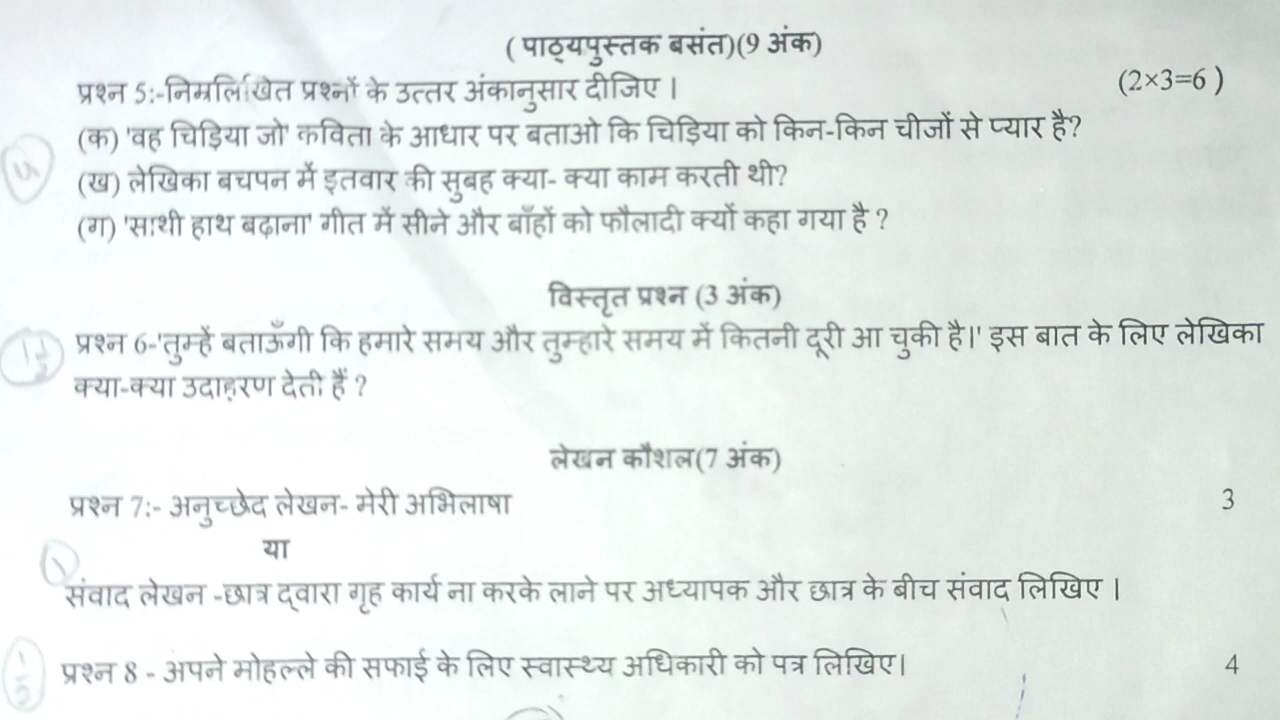 ( पाठ्यपुस्तक बसंत)(9 अंक)
प्रश्न 5:-निम्नलिखित प्रश्नों के उत्तर अंकानुसार दीजिए । (2×3=6 )
(क) 'वह चिड़िया जो' कविता के आधार पर बताओ कि चिड़िया को किन-किन चीजों से प्यार है?
(ख) लेखिका बचपन में इतवार की सुबह क्या- क्या काम करती थी?
(ग) 'साथी हाथ बढ़ाना' गीत में सीने और बाँहों को फौलादी क्यों कहा गया है ?
विस्तृत प्रश्न (3 अंक)
1½ प्रश्न 6-'तुम्हें बताऊँगी कि हमारे समय और तुम्हारे समय में कितनी दूरी आ चुकी है।' इस बात के लिए लेखिका
क्या-क्या उदाहरण देती हैं ?
लेखन कौशल(7 अंक)
प्रश्न 7:- अनुच्छेद लेखन- मेरी अभिलाषा 3
या
संवाद लेखन -छात्र द्वारा गृह कार्य ना करके लाने पर अध्यापक और छात्र के बीच संवाद लिखिए ।
प्रश्न 8 - अपने मोहल्ले की सफाई के लिए स्वास्थ्य अधिकारी को पत्र लिखिए। 4